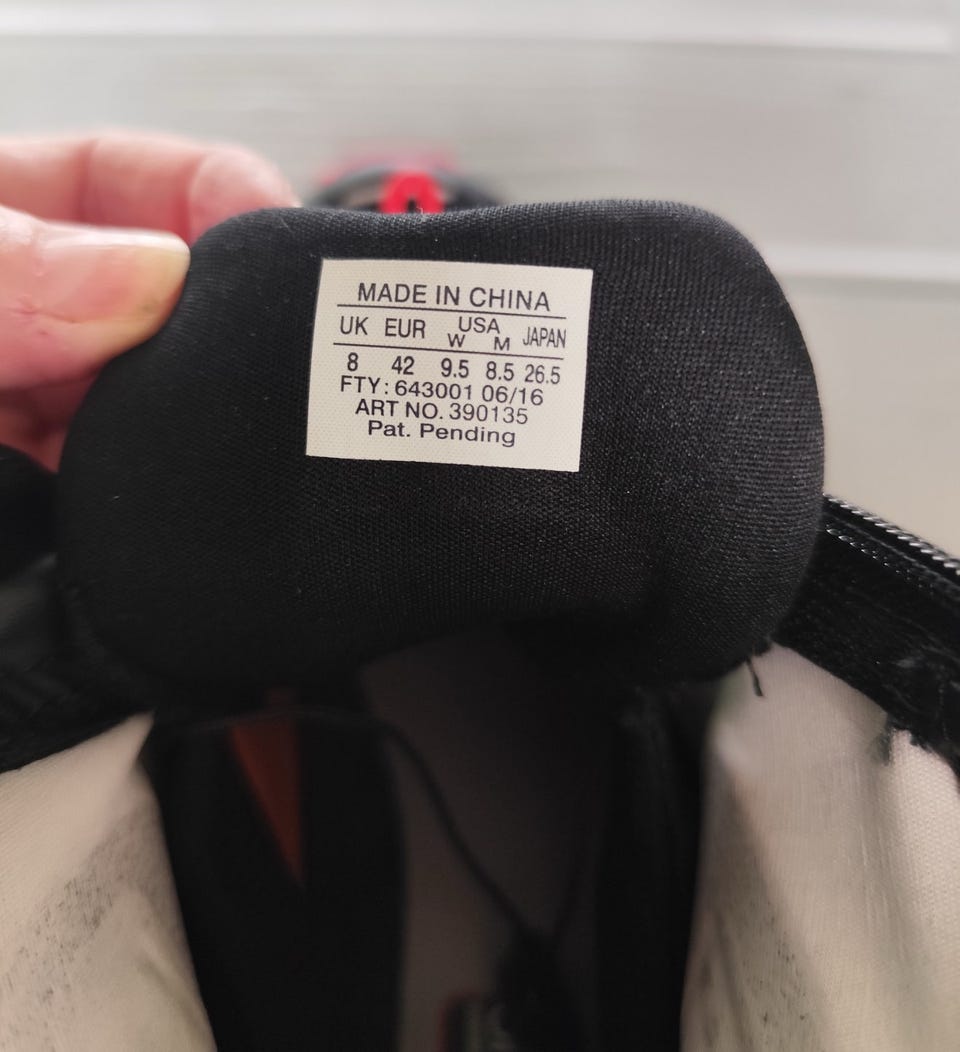 MADE IN CHINA
UK EUR USA JAPAN
W M
8 42 9.5 8.5 26.5
FTY: 643001 06/16
ART NO. 390135
Pat. Pending